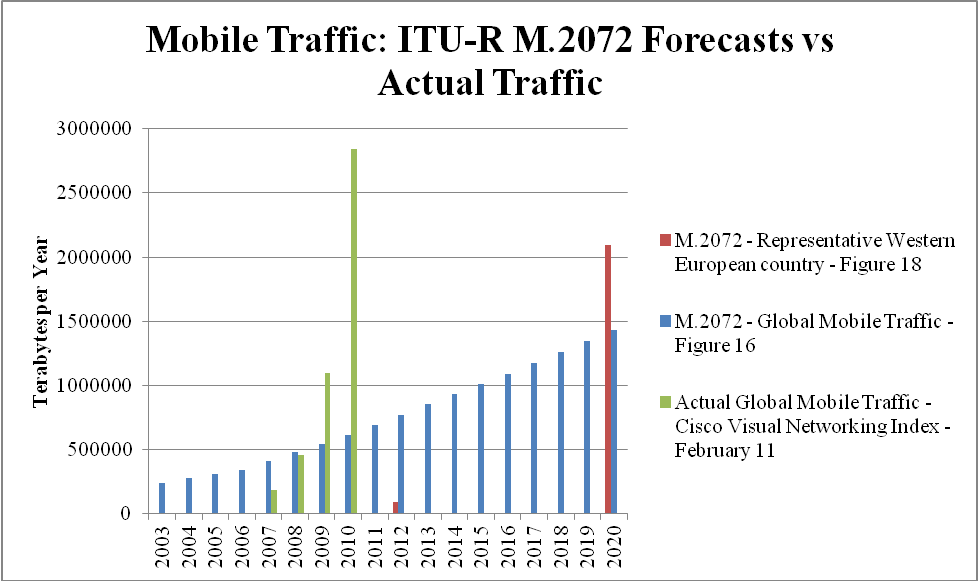 Mobile Traffic: ITU-R M.2072 Forecasts vs
Actual Traffic
Terabytesper Year
3000000
2500000
2000000
1500000
1000000
500000
0
2003
2004
2005
2006
2007
2008
2009
2010
2011
2012
2013
2014
2015
2016
2017
2018
2019
2020
M.2072 - Representative Western
European country - Figure 18
M.2072 - Global Mobile Traffic -
Figure 16
Actual Global Mobile Traffic -
Cisco Visual Networking Index -
February 11